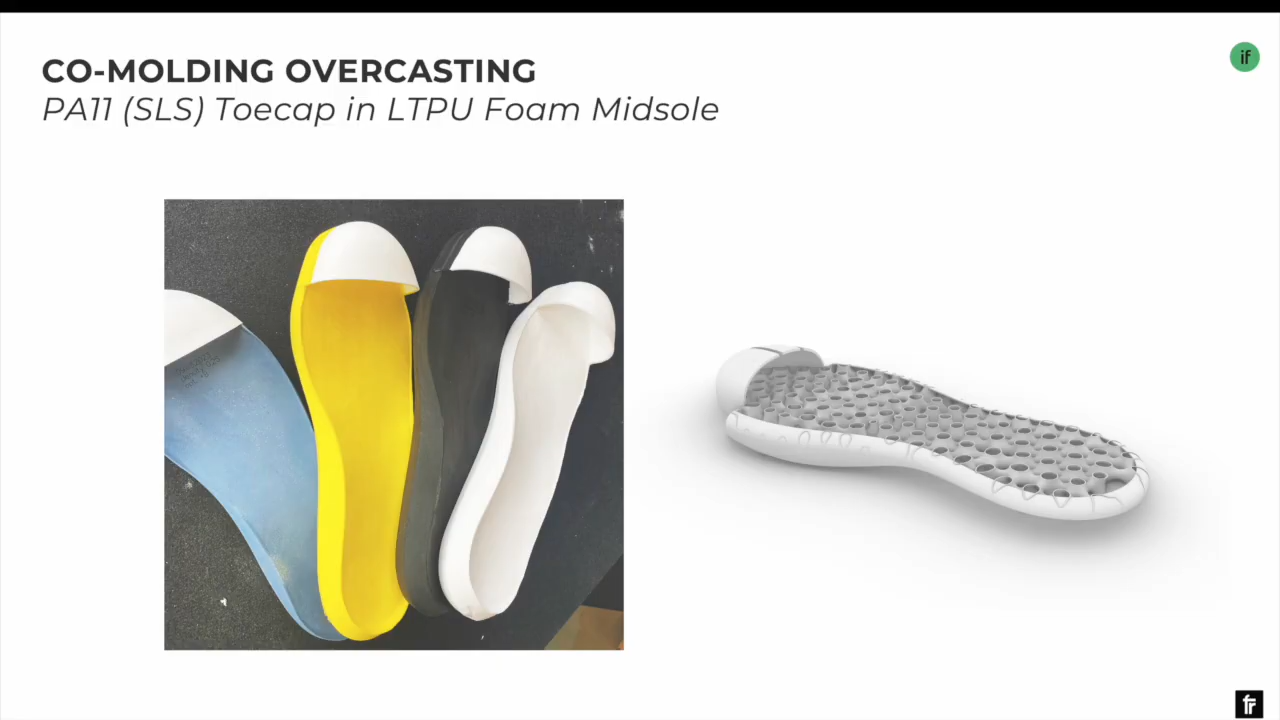 CO-MOLDING OVERCASTING
PA11 (SLS) Toecap in LTPU Foam Midsole
if
fr